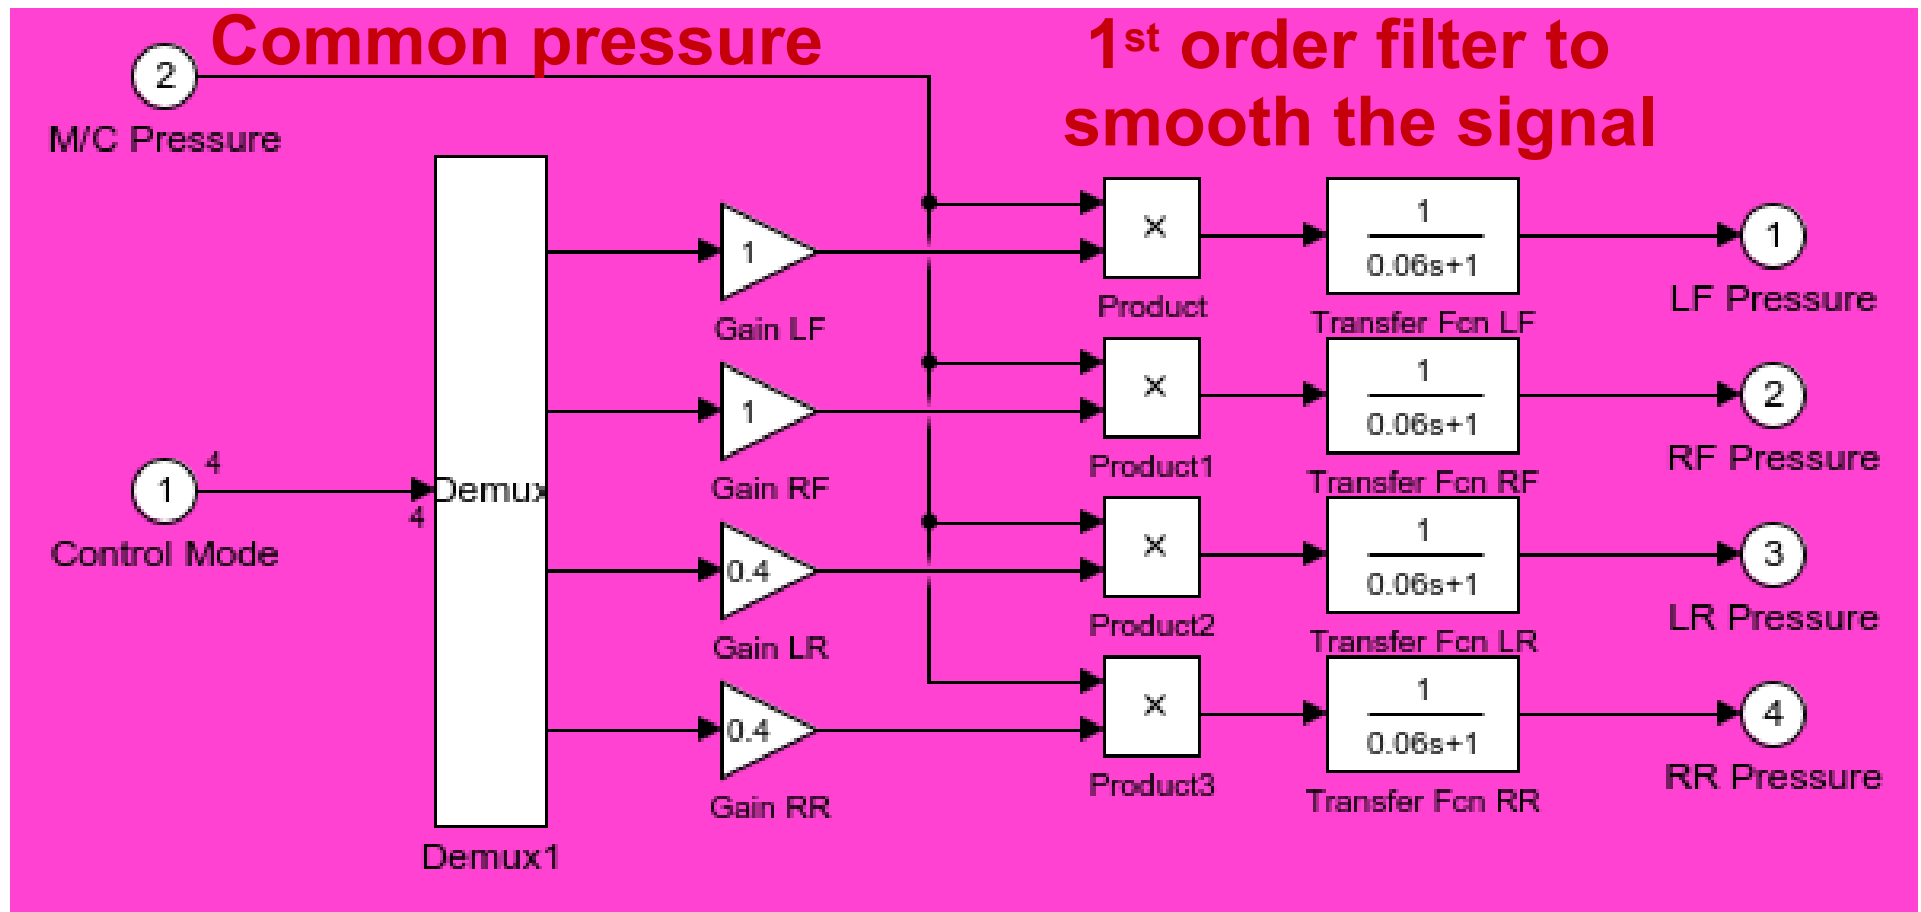 Common pressure
1st order filter to
smooth the signal
2
M/C Pressure
1
4
4
Control Mode
Demux
Demux1
1
Gain LF
1
Gain RF
0.4
Gain LR
0.4
Gain RR
×
Product
×
Product1
×
Product2
×
Product3
1
0.06s+1
Transfer Fcn LF
1
0.06s+1
Transfer Fcn RF
1
0.06s+1
Transfer Fcn LR
1
0.06s+1
Transfer Fcn RR
1
LF Pressure
2
RF Pressure
3
LR Pressure
4
RR Pressure